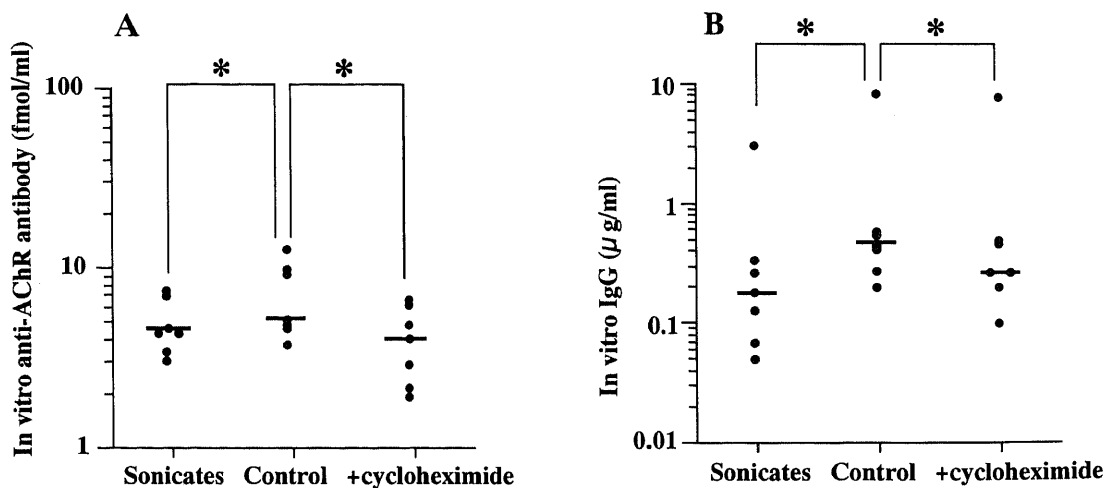 A
*
*
In vitro anti-AChR antibody (fmol/ml)
100
10
1
Sonicates Control +cycloheximide
B
*
*
In vitro IgG (μg/ml)
10
1
0.1
0.01
Sonicates Control +cycloheximide